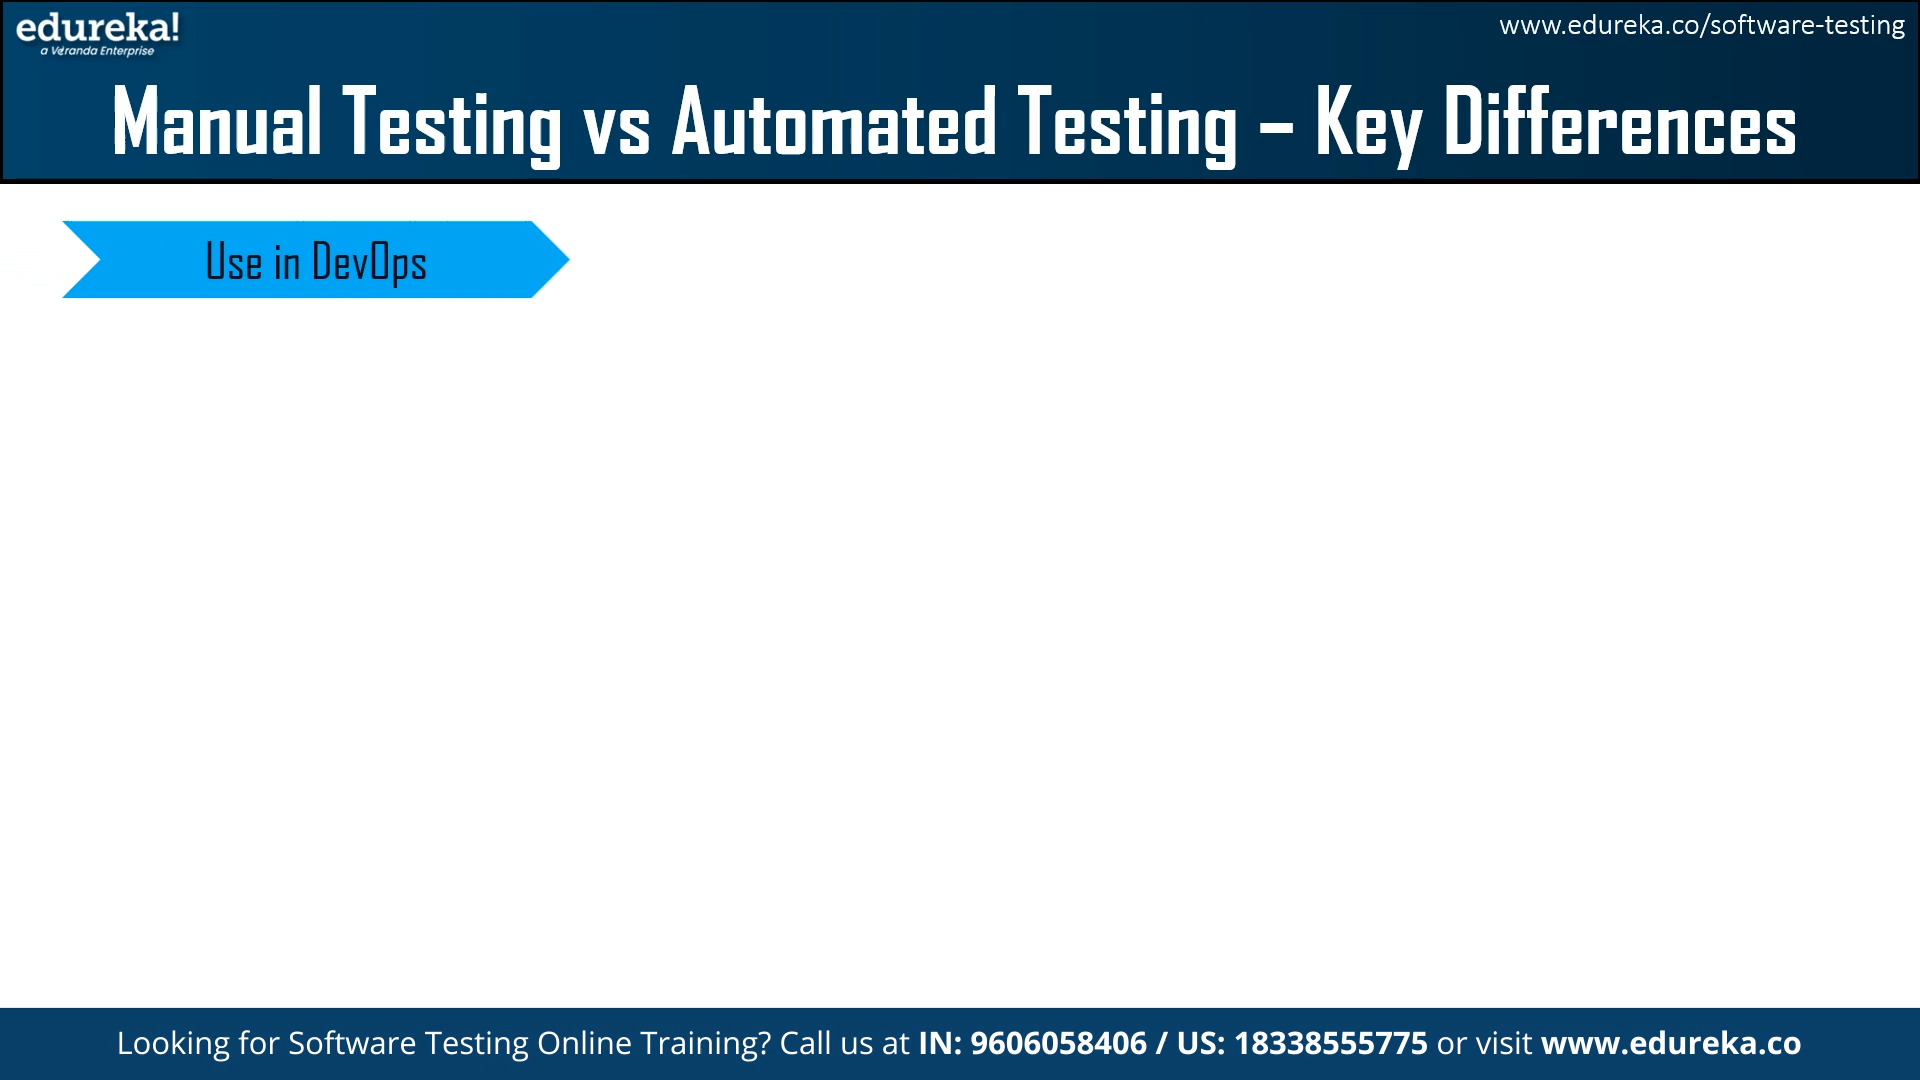 edureka!
a Veranda Enterprise
www.edureka.co/software-testing
Manual Testing vs Automated Testing – Key Differences
Use in DevOps
Looking for Software Testing Online Training? Call us at IN: 9606058406 / US: 18338555775 or visit www.edureka.co